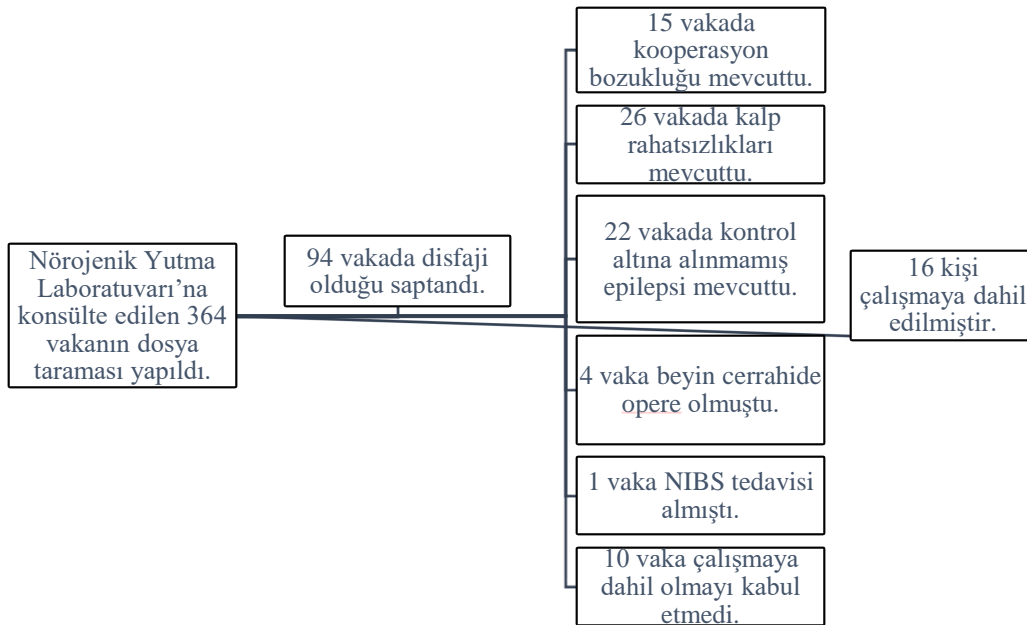 Nörojenik Yutma
Laboratuvarı’na
konsülte edilen 364
vakanın dosya
taraması yapıldı.
94 vakada disfaji
olduğu saptandı.
15 vakada
kooperasyon
bozukluğu mevcuttu.
26 vakada kalp
rahatsızlıkları
mevcuttu.
22 vakada kontrol
altına alınmamış
epilepsi mevcuttu.
4 vaka beyin cerrahide
opere olmuştu.
1 vaka NIBS tedavisi
almıştı.
10 vaka çalışmaya
dahil olmayı kabul
etmedi.
16 kişi
çalışmaya dahil
edilmiştir.